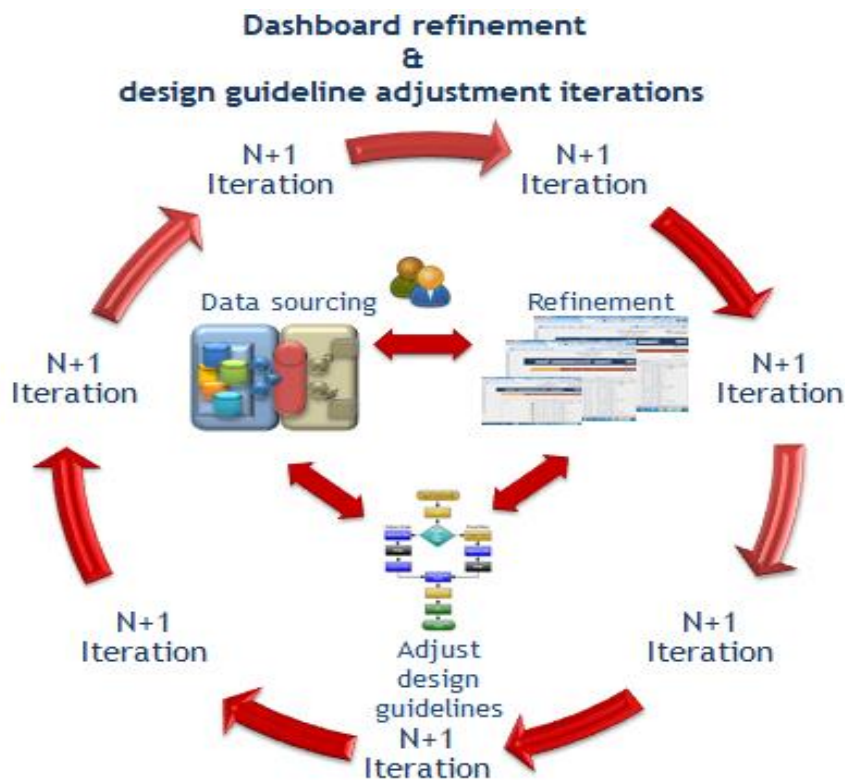 Dashboard refinement
&
design guideline adjustment iterations
N+1
Iteration
N+1
Iteration
Data sourcing
Refinement
N+1
Iteration
N+1
Iteration
N+1
Iteration
N+1
Iteration
Adjust
design
guidelines
N+1
Iteration